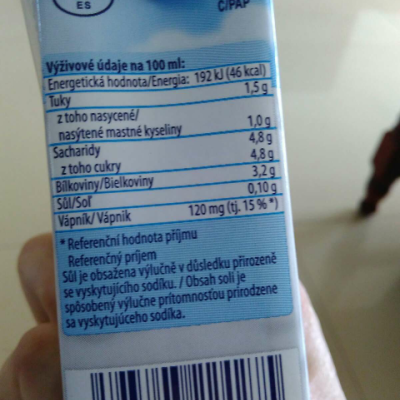 ES
C/PAP
Výživové údaje na 100 ml:
Energetická hodnota/Energia: 192 kJ (46 kcal)
Tuky 1,5 g
z toho nasycené/
nasýtené mastné kyseliny 1,0 g
Sacharidy 4,8 g
z toho cukry 4,8 g
Bílkoviny/Bielkoviny 3,2 g
Sůl/Soľ 0,10 g
Vápník/Vápnik 120 mg (tj. 15 % *)
* Referenční hodnota příjmu
Referenčný príjem
Sůl je obsažena výlučně v důsledku přirozeně
se vyskytujícího sodíku. / Obsah soli je
spôsobený výlučne prítomnosťou prirodzene
sa vyskytujúceho sodíka.